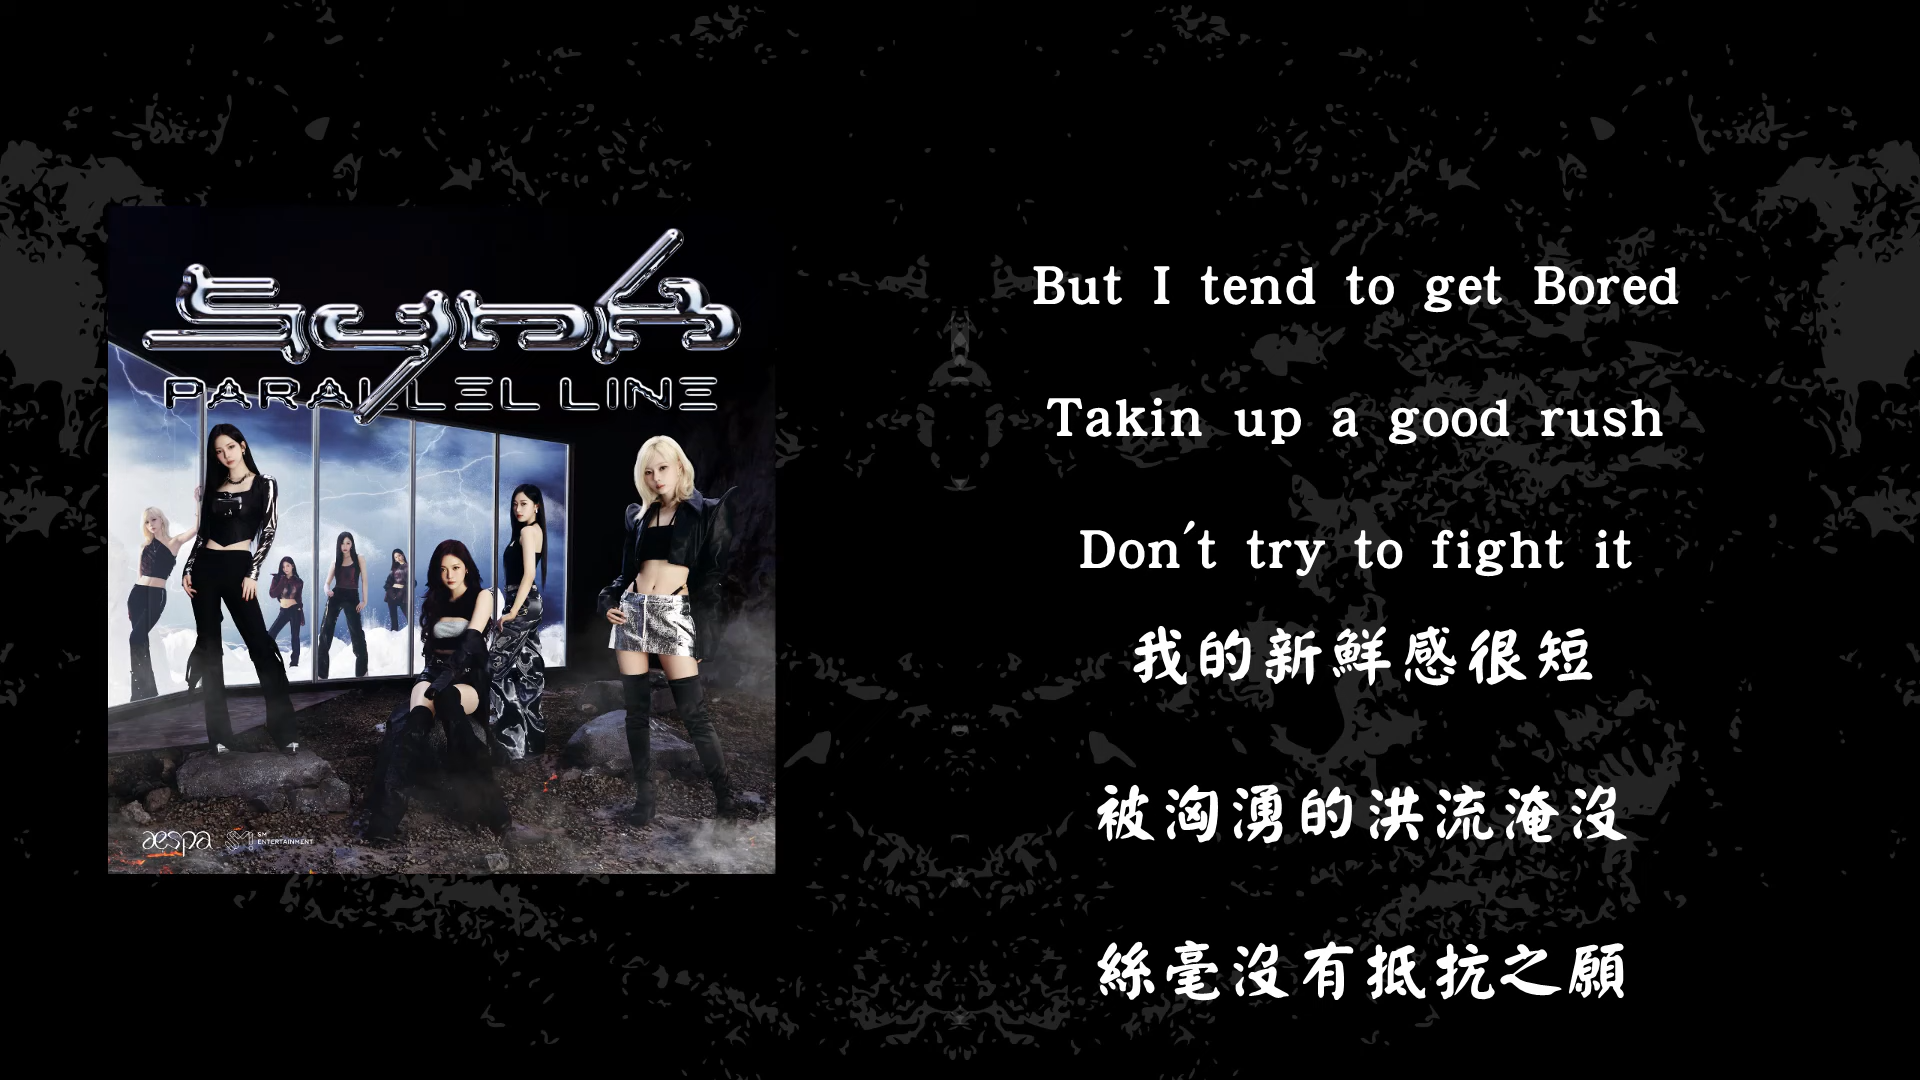 synk
PARALLEL LINE
aespa
SM
ENTERTAINMENT
But I tend to get Bored
Takin up a good rush
Don't try to fight it
我的新鮮感很短
被洶湧的洪流淹沒
絲毫沒有抵抗之願